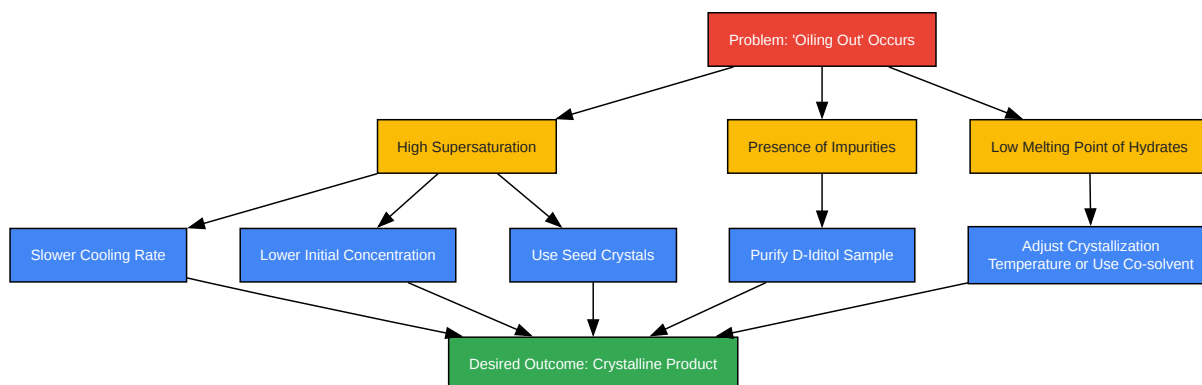 Problem: 'Oiling Out' Occurs
High Supersaturation
Presence of Impurities
Low Melting Point of Hydrates
Slower Cooling Rate
Lower Initial Concentration
Use Seed Crystals
Purify D-Iditol Sample
Adjust Crystallization
Temperature or Use Co-solvent
Desired Outcome: Crystalline Product